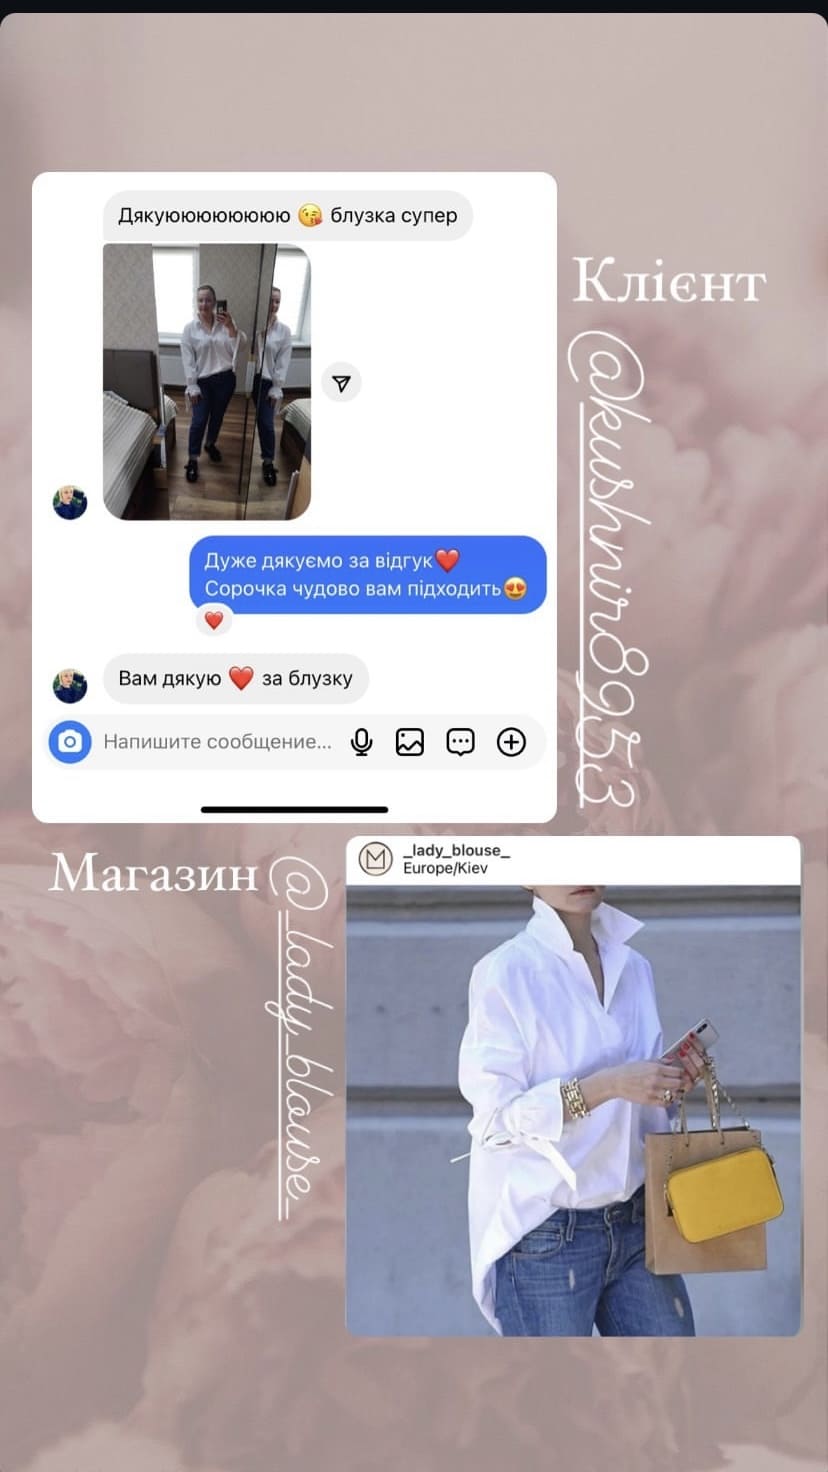 Дякуюююююююю 😘 блузка супер
Клієнт
@kushnir8953
Дуже дякуємо за відгук❤️
Сорочка чудово вам підходить😍
❤️
Вам дякую ❤️ за блузку
Напишите сообщение...
Магазин
@_lady_blouse_
_lady_blouse_
Europe/Kiev